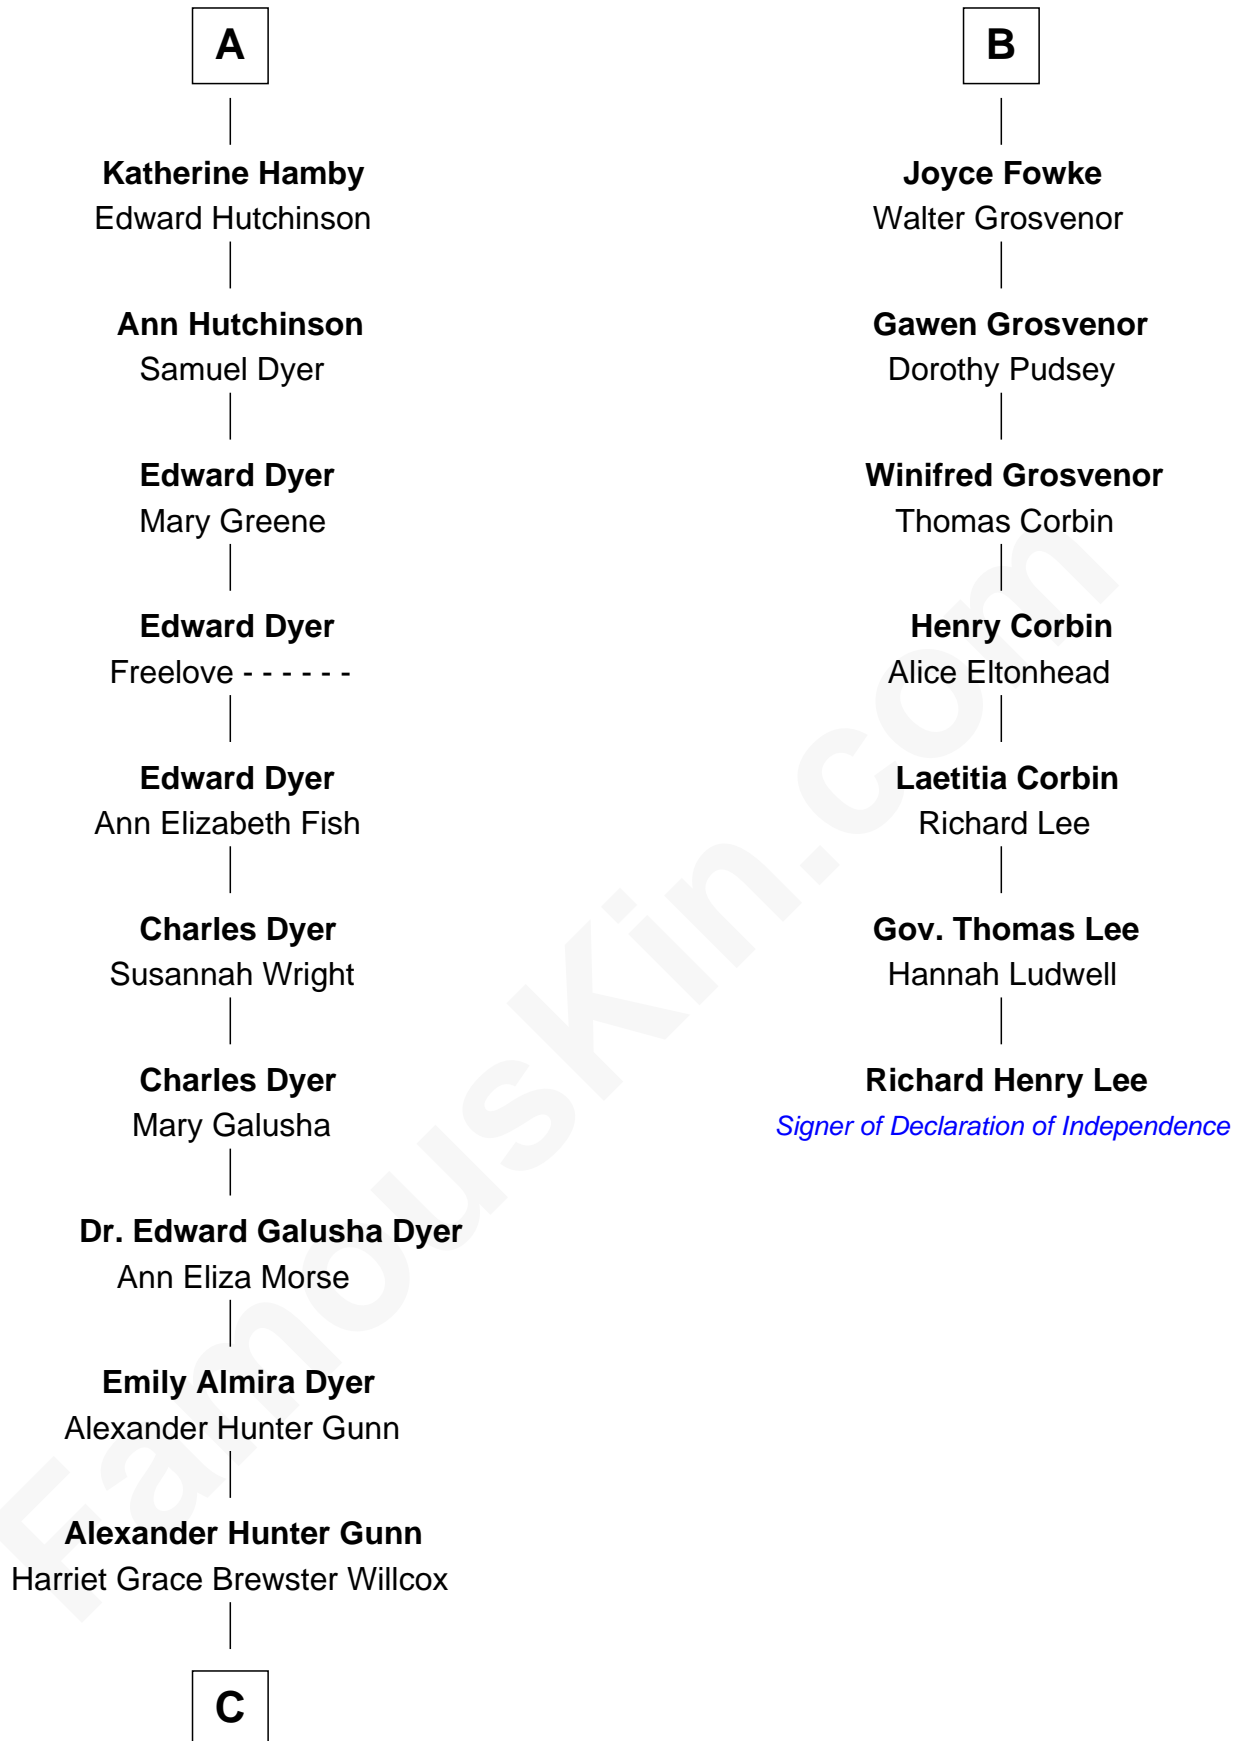 A
Katherine Hamby
Edward Hutchinson
Ann Hutchinson
Samuel Dyer
Edward Dyer
Mary Greene
Edward Dyer
Freelove - - - - - -
Edward Dyer
Ann Elizabeth Fish
Charles Dyer
Susannah Wright
Charles Dyer
Mary Galusha
Dr. Edward Galusha Dyer
Ann Eliza Morse
Emily Almira Dyer
Alexander Hunter Gunn
Alexander Hunter Gunn
Harriet Grace Brewster Willcox
C
B
Joyce Fowke
Walter Grosvenor
Gawen Grosvenor
Dorothy Pudsey
Winifred Grosvenor
Thomas Corbin
Henry Corbin
Alice Eltonhead
Laetitia Corbin
Richard Lee
Gov. Thomas Lee
Hannah Ludwell
Richard Henry Lee
Signer of Declaration of Independence
FamousKin.com